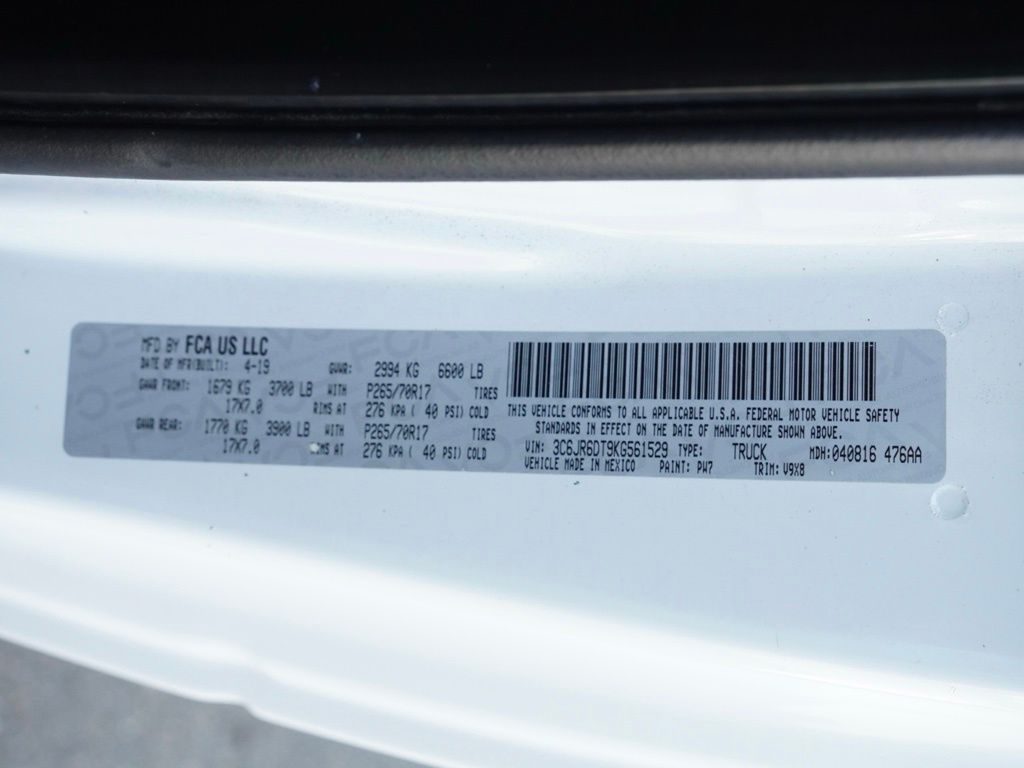 MFD BY FCA US LLC
DATE OF MFR(BUILT): 4-19 GVWR: 2994 KG 6600 LB
GAWR FRONT: 1679 KG 3700 LB WITH P265/70R17 TIRES
17X7.0 RIMS AT 276 KPA ( 40 PSI) COLD
GAWR REAR: 1770 KG 3900 LB WITH P265/70R17 TIRES
17X7.0 MS AT 276 KPA ( 40 PSI) COLD
THIS VEHICLE CONFORMS TO ALL APPLICABLE U.S.A. FEDERAL MOTOR VEHICLE SAFETY
STANDARDS IN EFFECT ON THE DATE OF MANUFACTURE SHOWN ABOVE.
VIN: 3C6JR6DT9KG561529 TYPE: TRUCK MDH:040816 476AA
VEHICLE MADE IN MEXICO PAINT: PW7 TRIM: V9X8